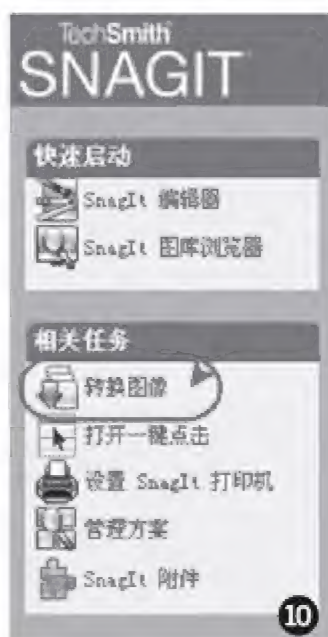 TechSmith
SNAGIT
快速启动
SnagIt 编辑器
SnagIt 图库浏览器
相关任务
转换图像
打开一键点击
设置 SnagIt 打印机
管理方案
SnagIt 附件
10